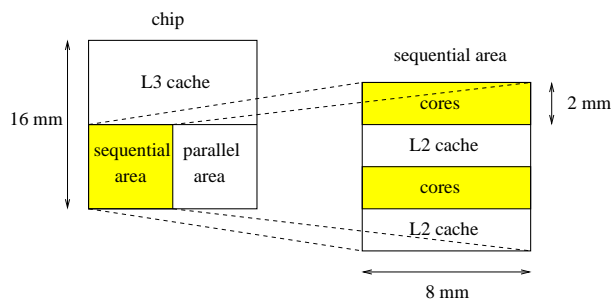 chip
L3 cache
16 mm
sequential
area
parallel
area
sequential area
cores
2 mm
L2 cache
cores
L2 cache
8 mm